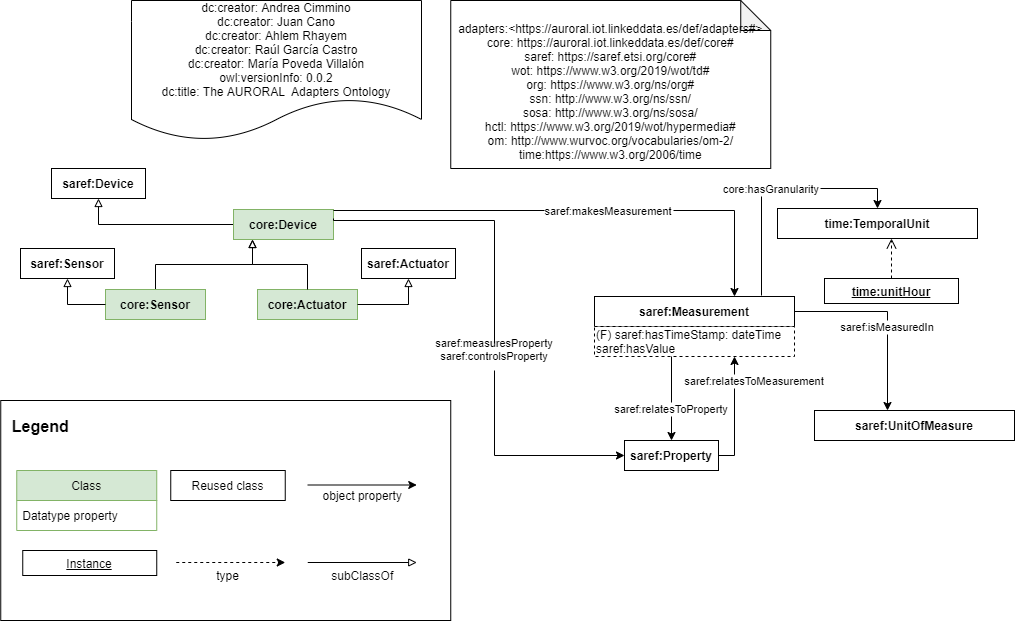 dc:creator: Andrea Cimmino
dc:creator: Juan Cano
dc:creator: Ahlem Rhayem
dc:creator: Raúl García Castro
dc:creator: María Poveda Villalón
owl:versionInfo: 0.0.2
dc:title: The AURORAL Adapters Ontology
adapters:<https://auroral.iot.linkeddata.es/def/adapters#>
core: https://auroral.iot.linkeddata.es/def/core#
saref: https://saref.etsi.org/core#
wot: https://www.w3.org/2019/wot/td#
org: https://www.w3.org/ns/org#
ssn: http://www.w3.org/ns/ssn/
sosa: http://www.w3.org/ns/sosa/
hctl: https://www.w3.org/2019/wot/hypermedia#
om: http://www.wurvoc.org/vocabularies/om-2/
time:https://www.w3.org/2006/time
saref:Device
core:hasGranularity
saref:makesMeasurement
core:Device
time:TemporalUnit
saref:Sensor
saref:Actuator
core:Sensor
core:Actuator
time:unitHour
saref:Measurement
(F) saref:hasTimeStamp: dateTime
saref:hasValue
saref:isMeasuredIn
saref:measuresProperty
saref:controlsProperty
saref:relatesToMeasurement
saref:relatesToProperty
saref:UnitOfMeasure
saref:Property
Legend
Class
Datatype property
Reused class
object property
Instance
type
subClassOf